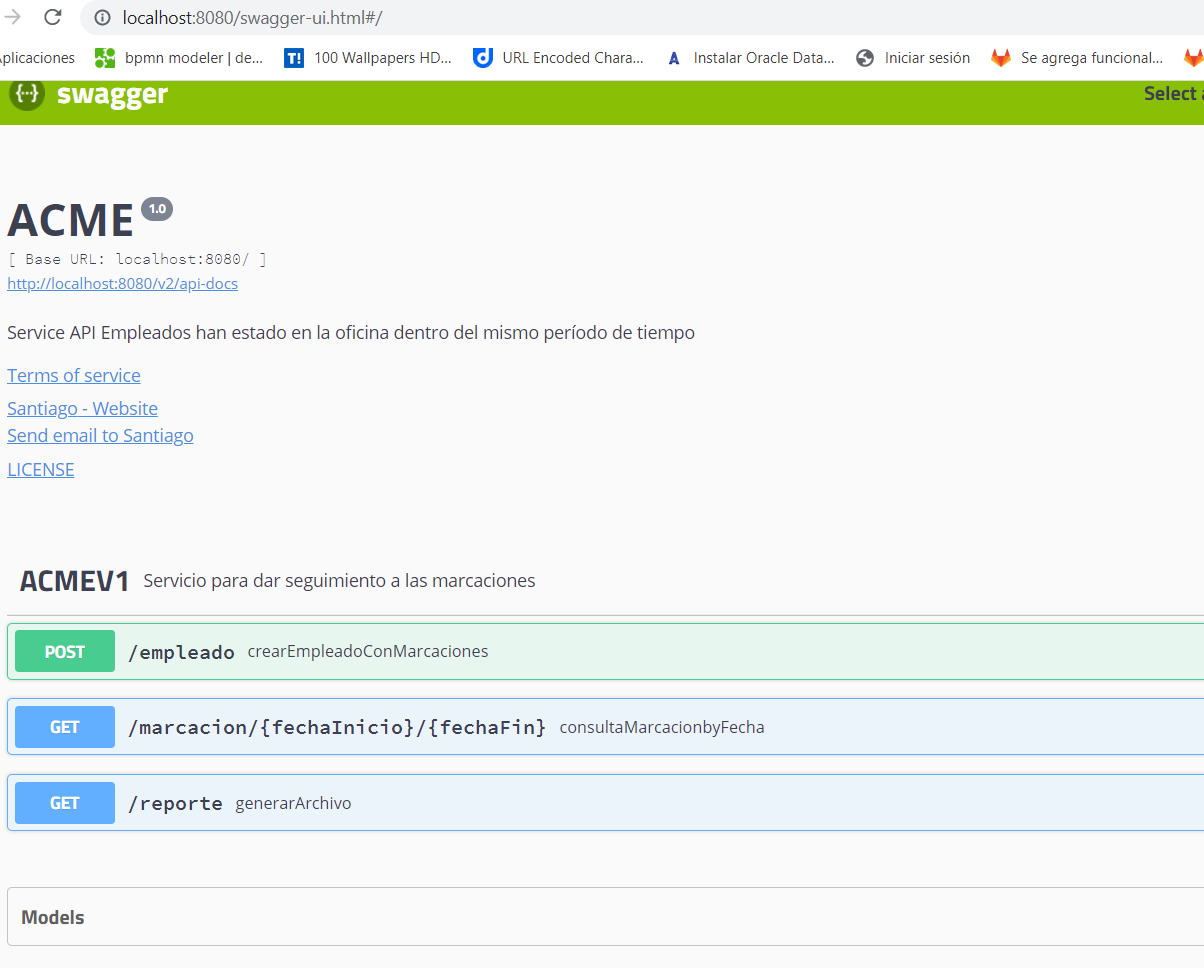 localhost:8080/swagger-ui.html#/
plicaciones bpmn modeler | de... T! 100 Wallpapers HD... URL Encoded Chara... A Instalar Oracle Data... Iniciar sesión Se agrega funcional...
{···} swagger Select a
ACME 1.0
[ Base URL: localhost:8080/ ]
http://localhost:8080/v2/api-docs
Service API Empleados han estado en la oficina dentro del mismo período de tiempo
Terms of service
Santiago - Website
Send email to Santiago
LICENSE
ACMEV1 Servicio para dar seguimiento a las marcaciones
POST /empleado crearEmpleadoConMarcaciones
GET /marcacion/{fechaInicio}/{fechaFin} consultaMarcacionbyFecha
GET /reporte generarArchivo
Models